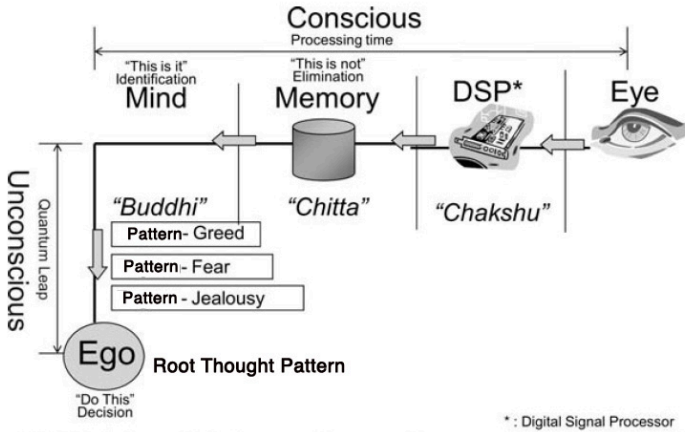 Conscious
Processing time
"This is it"
Identification
Mind
"This is not"
Elimination
Memory
DSP*
Eye
Unconscious
Quantum Leap
"Buddhi"
"Chitta"
"Chakshu"
Pattern- Greed
Pattern - Fear
Pattern - Jealousy
Ego
Root Thought Pattern
"Do This"
Decision
* : Digital Signal Processor